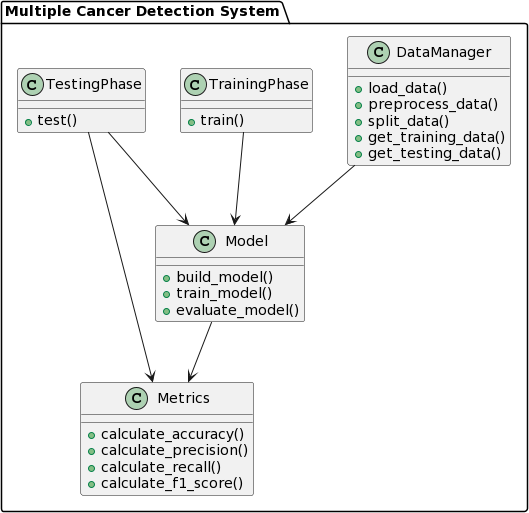 Multiple Cancer Detection System
C DataManager
load_data()
preprocess_data()
split_data()
get_training_data()
get_testing_data()
C TestingPhase
test()
C TrainingPhase
train()
C Model
build_model()
train_model()
evaluate_model()
C Metrics
calculate_accuracy()
calculate_precision()
calculate_recall()
calculate_f1_score()